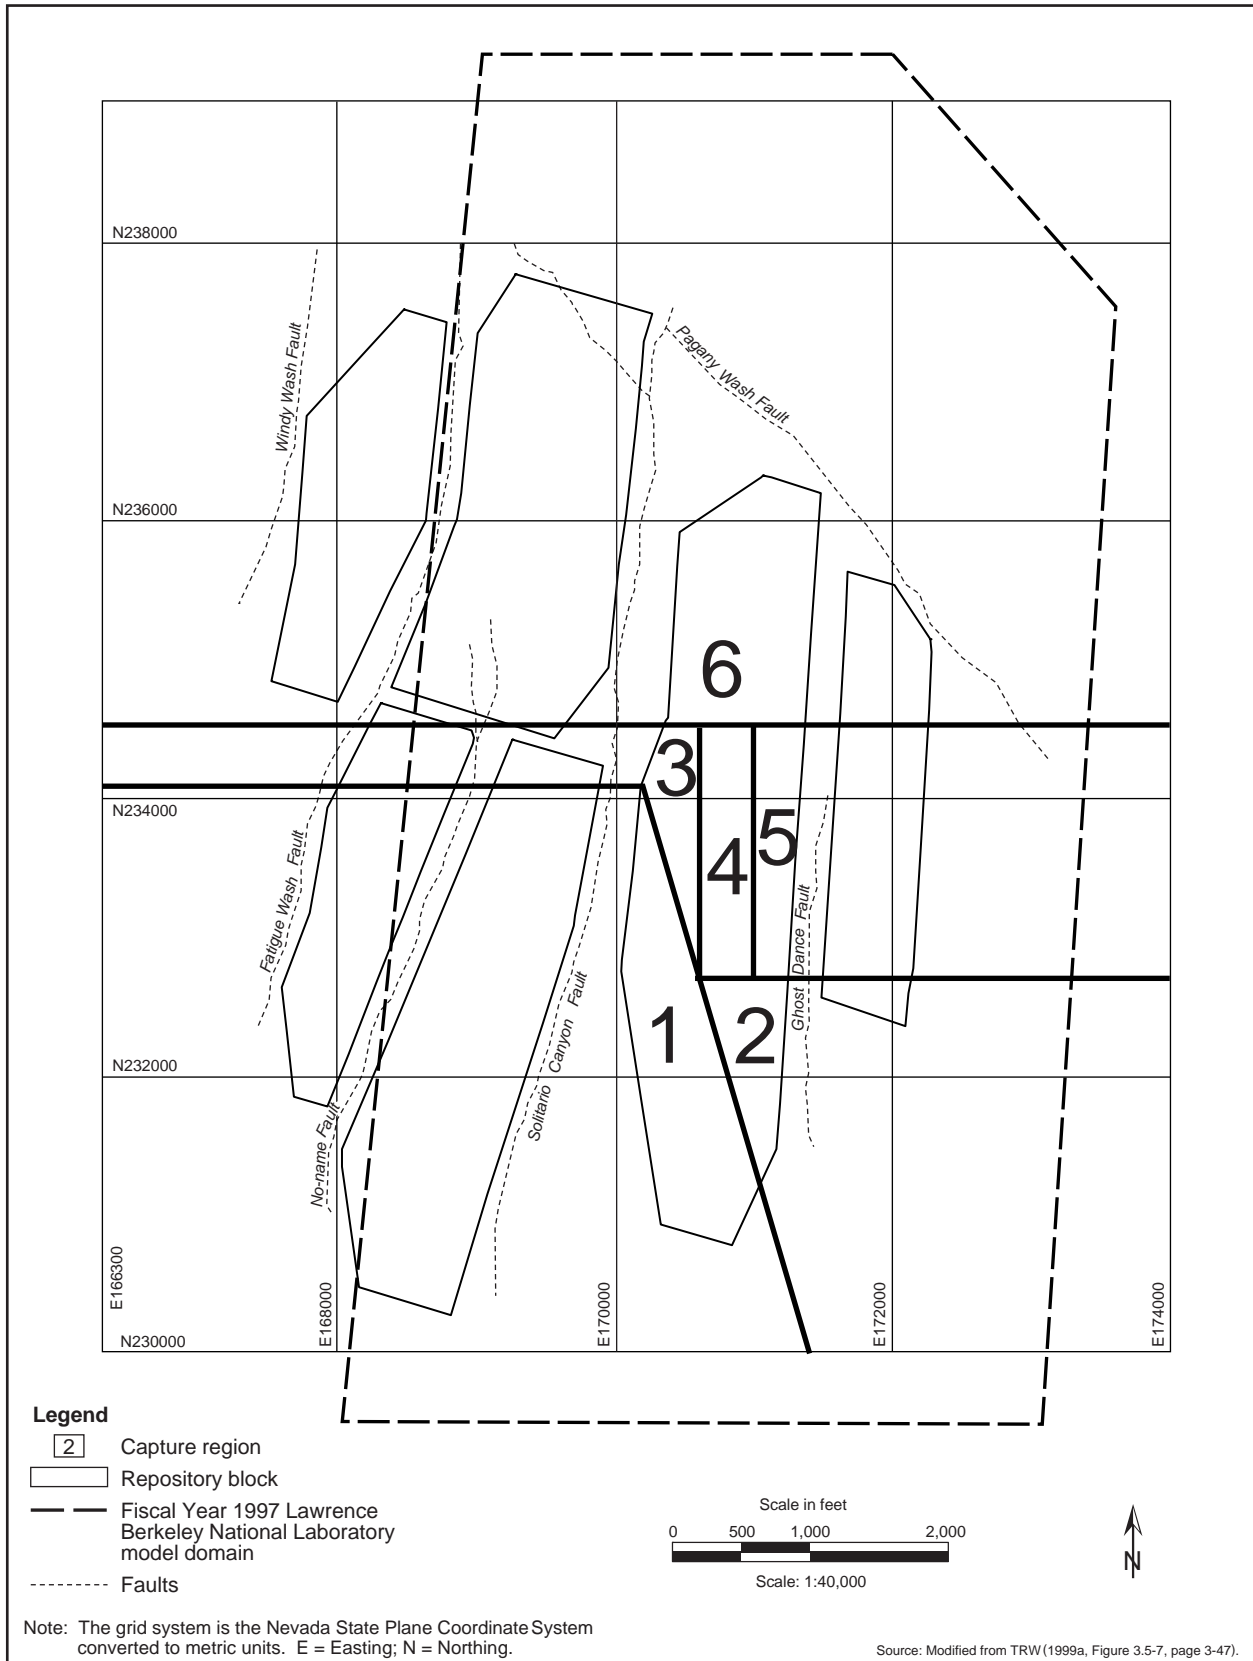 N238000
Windy Wash Fault
Pagany Wash Fault
N236000
6
3
N234000
5
4
Fatigue Wash Fault
Ghost Dance Fault
Solitario Canyon Fault
1
2
N232000
No-name Fault
E166300
E168000
E170000
E172000
E174000
N230000
Legend
2 Capture region
Repository block
Fiscal Year 1997 Lawrence
Berkeley National Laboratory
model domain
Faults
Scale in feet
0 500 1,000 2,000
Scale: 1:40,000
N
Note: The grid system is the Nevada State Plane Coordinate System
converted to metric units. E = Easting; N = Northing.
Source: Modified from TRW (1999a, Figure 3.5-7, page 3-47).